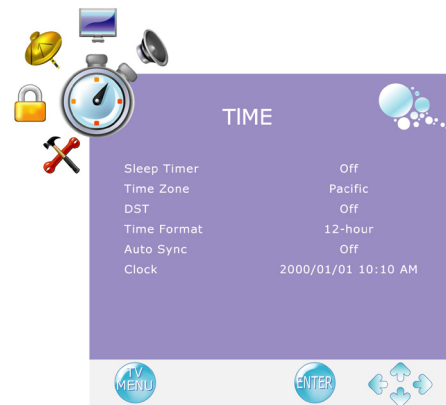 TIME
Sleep Timer Off
Time Zone Pacific
DST Off
Time Format 12-hour
Auto Sync Off
Clock 2000/01/01 10:10 AM
TV
MENU
ENTER